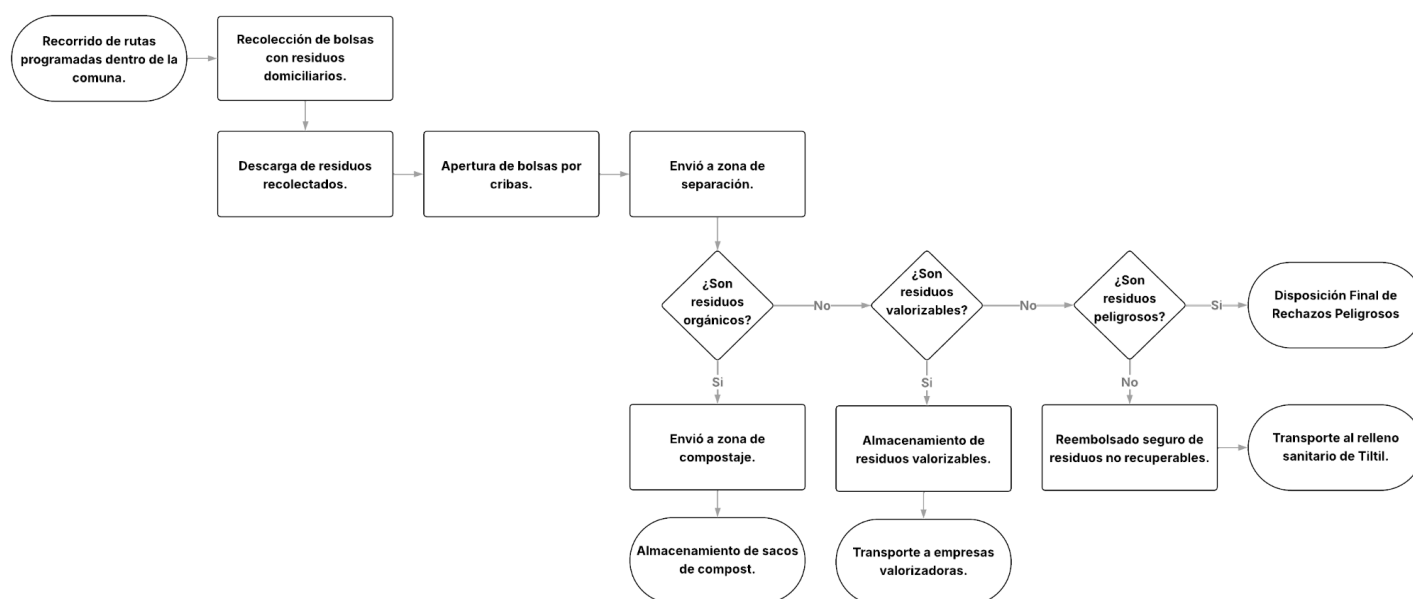 Recorrido de rutas
programadas dentro de la
comuna.
Recolección de bolsas
con residuos
domiciliarios.
Descarga de residuos
recolectados.
Apertura de bolsas por
cribas.
Envió a zona de
separación.
¿Son
residuos
orgánicos?
No
¿Son
residuos
valorizables?
No
¿Son
residuos
peligrosos?
Si
Disposición Final de
Rechazos Peligrosos
Si
Si
No
Envió a zona de
compostaje.
Almacenamiento de
residuos valorizables.
Reembolsado seguro de
residuos no recuperables.
Transporte al relleno
sanitario de Tiltil.
Almacenamiento de sacos
de compost.
Transporte a empresas
valorizadoras.